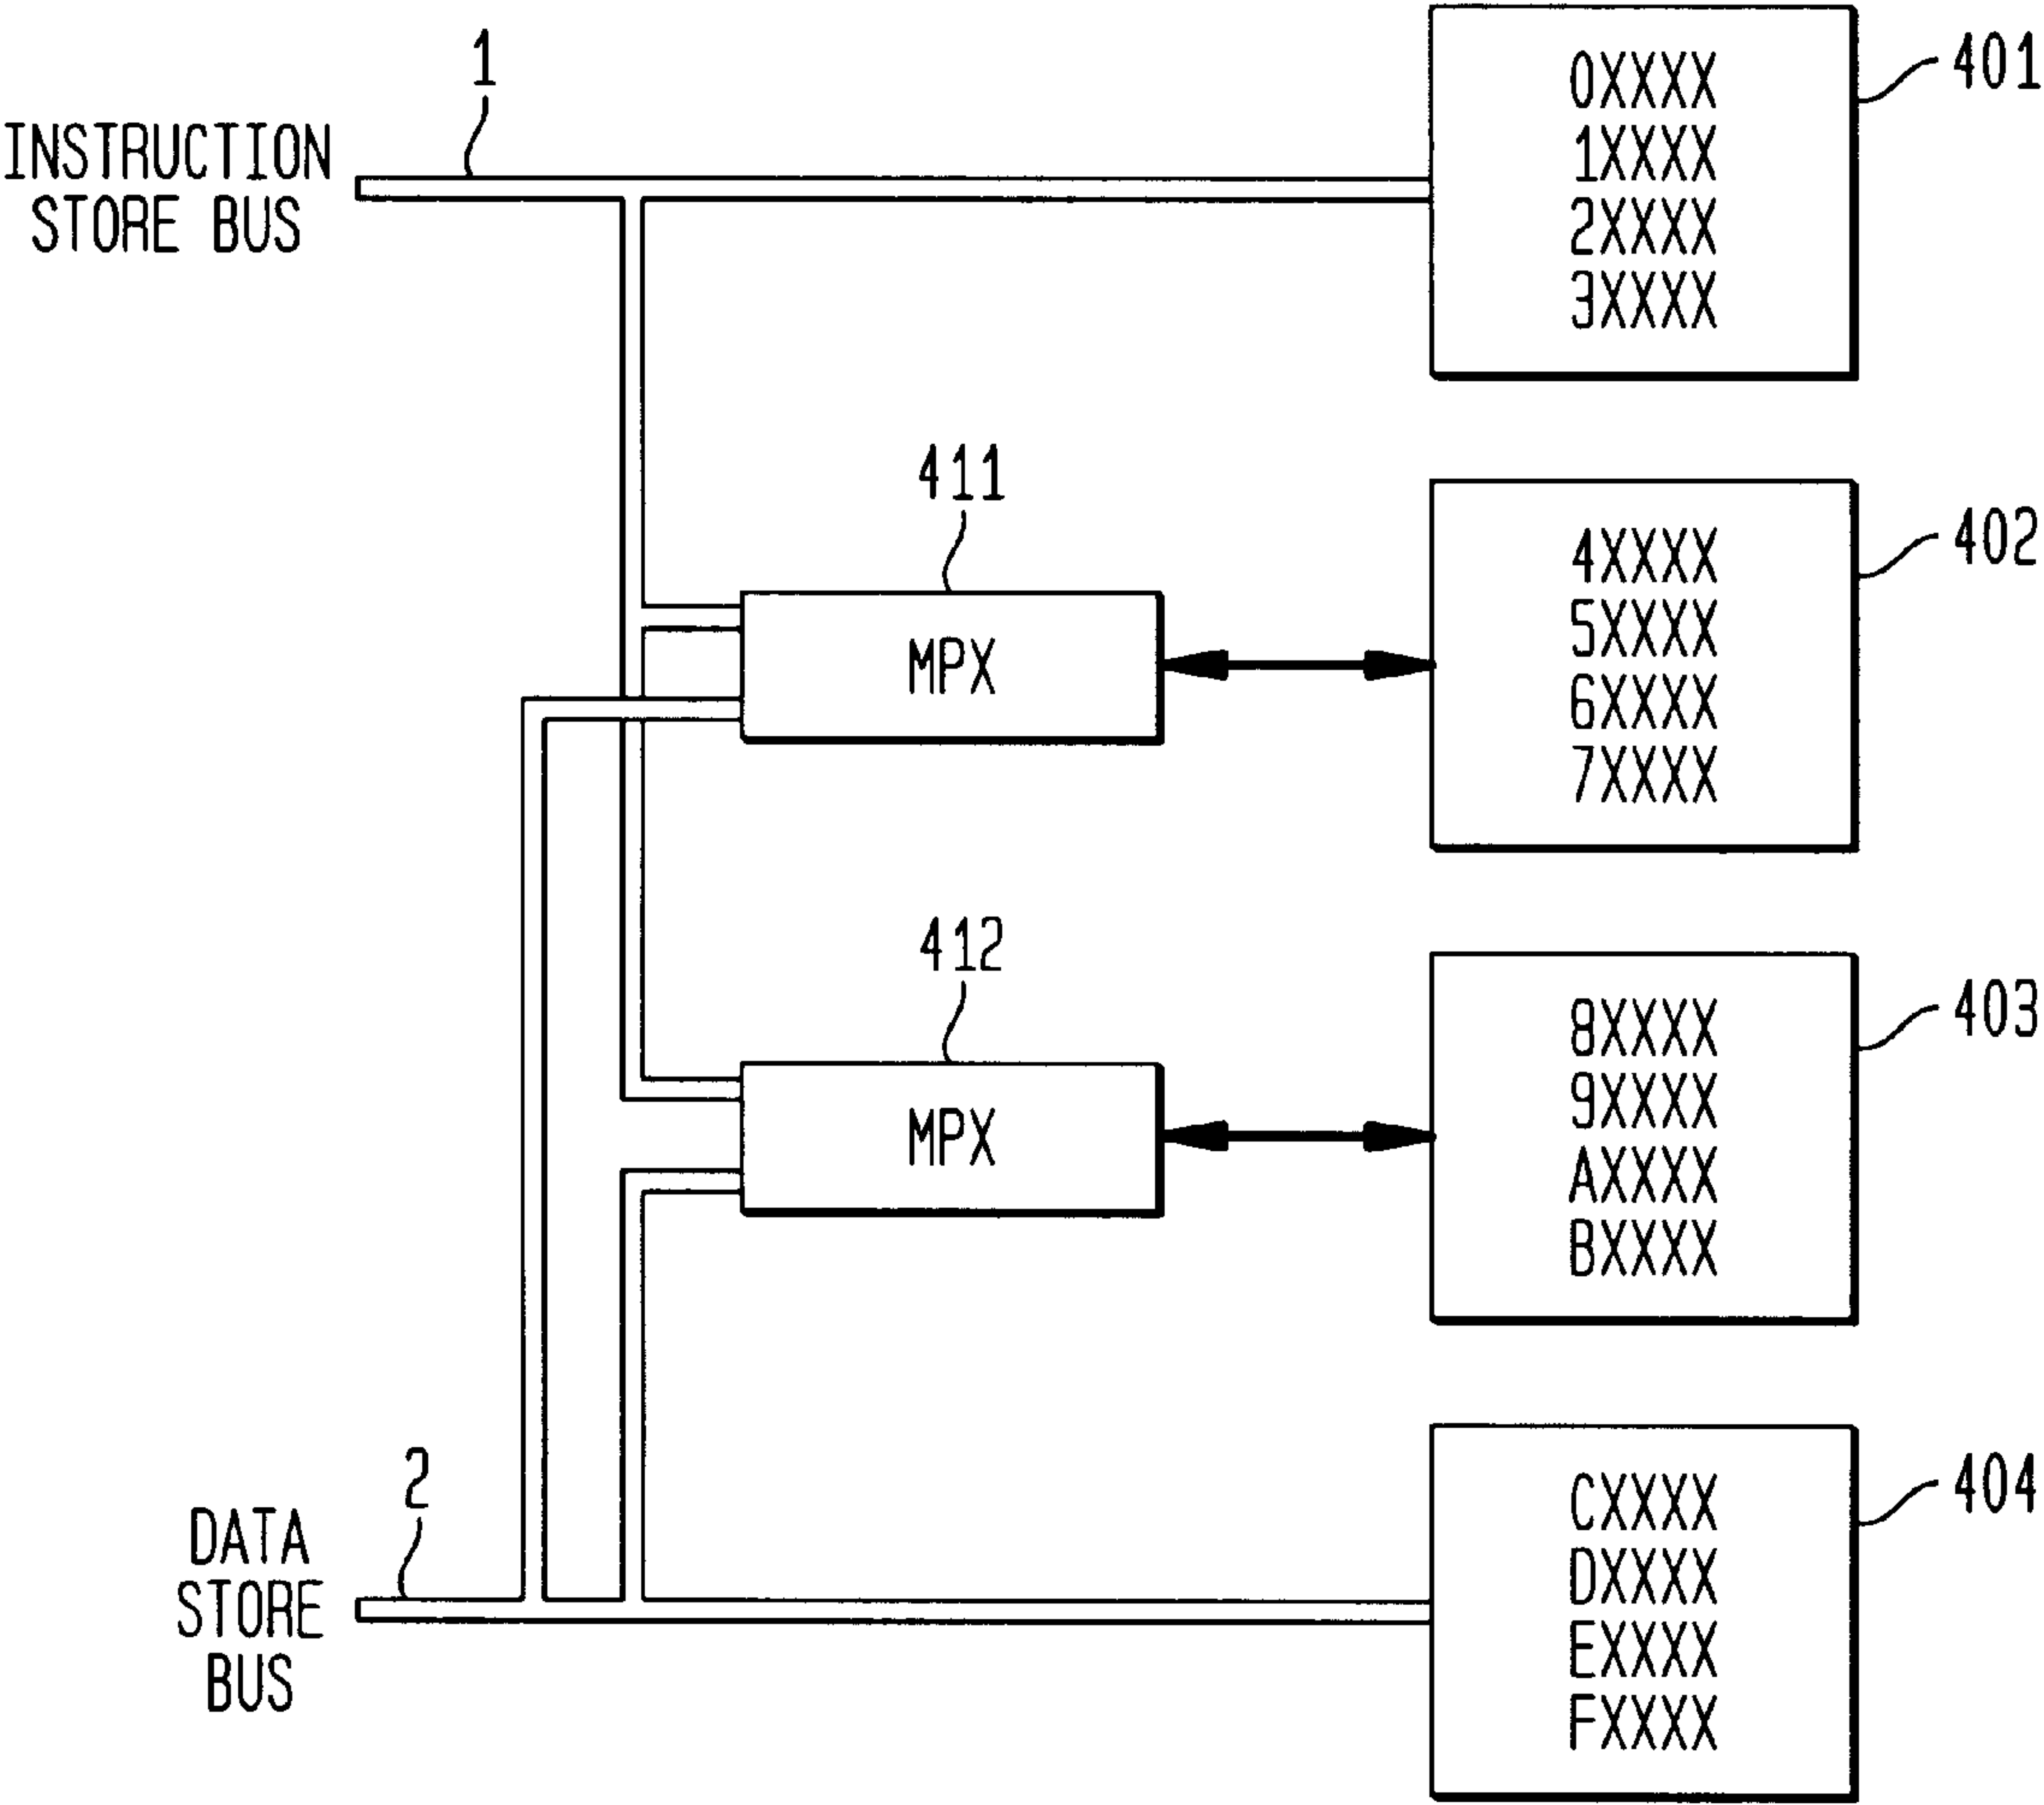 1
INSTRUCTION
STORE BUS
0XXXX
1XXXX
2XXXX
3XXXX
401
411
MPX
4XXXX
5XXXX
6XXXX
7XXXX
402
412
MPX
8XXXX
9XXXX
AXXXX
BXXXX
403
2
DATA
STORE
BUS
CXXXX
DXXXX
EXXXX
FXXXX
404